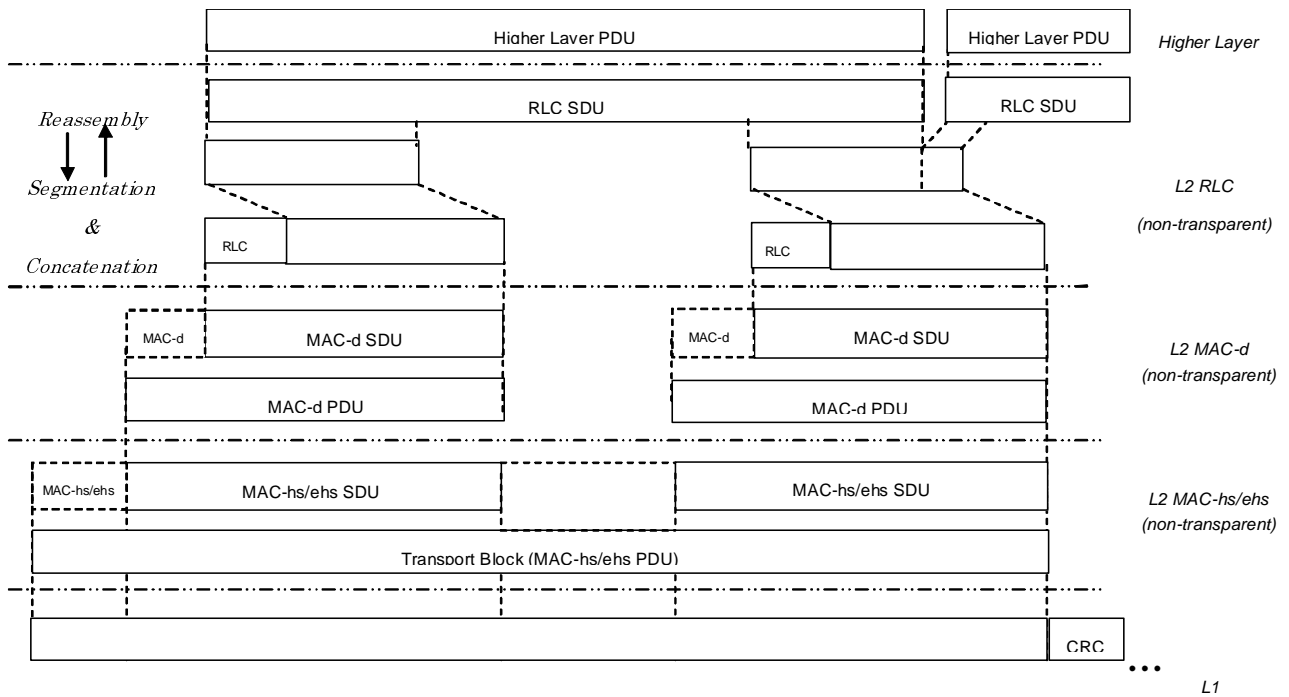 Higher Layer PDU
Higher Layer PDU
Higher Layer
RLC SDU
RLC SDU
Reassembly
Segmentation
&
Concatenation
L2 RLC
(non-transparent)
RLC
RLC
MAC-d
MAC-d SDU
MAC-d
MAC-d SDU
L2 MAC-d
(non-transparent)
MAC-d PDU
MAC-d PDU
MAC-hs/ehs
MAC-hs/ehs SDU
MAC-hs/ehs SDU
L2 MAC-hs/ehs
(non-transparent)
Transport Block (MAC-hs/ehs PDU)
CRC
L1